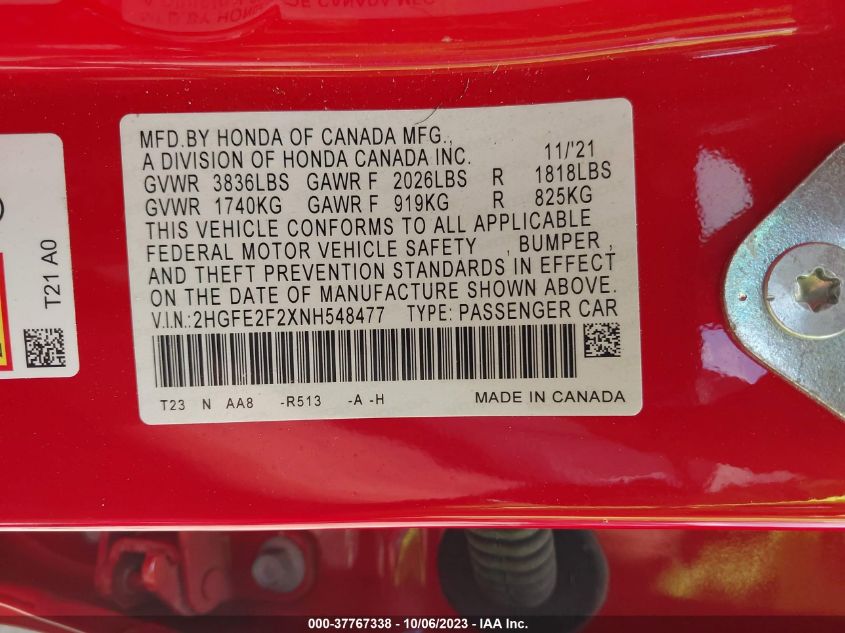 MFD.BY HONDA OF CANADA MFG.,
A DIVISION OF HONDA CANADA INC. 11/'21
GVWR 3836LBS GAWR F 2026LBS R 1818LBS
GVWR 1740KG GAWR F 919KG R 825KG
THIS VEHICLE CONFORMS TO ALL APPLICABLE
FEDERAL MOTOR VEHICLE SAFETY , BUMPER ,
AND THEFT PREVENTION STANDARDS IN EFFECT
ON THE DATE OF MANUFACTURE SHOWN ABOVE.
V.I.N.:2HGFE2F2XNH548477 TYPE: PASSENGER CAR
T23 N AA8 -R513 -A -H MADE IN CANADA
T21 A0
000-37767338 - 10/06/2023 - IAA Inc.